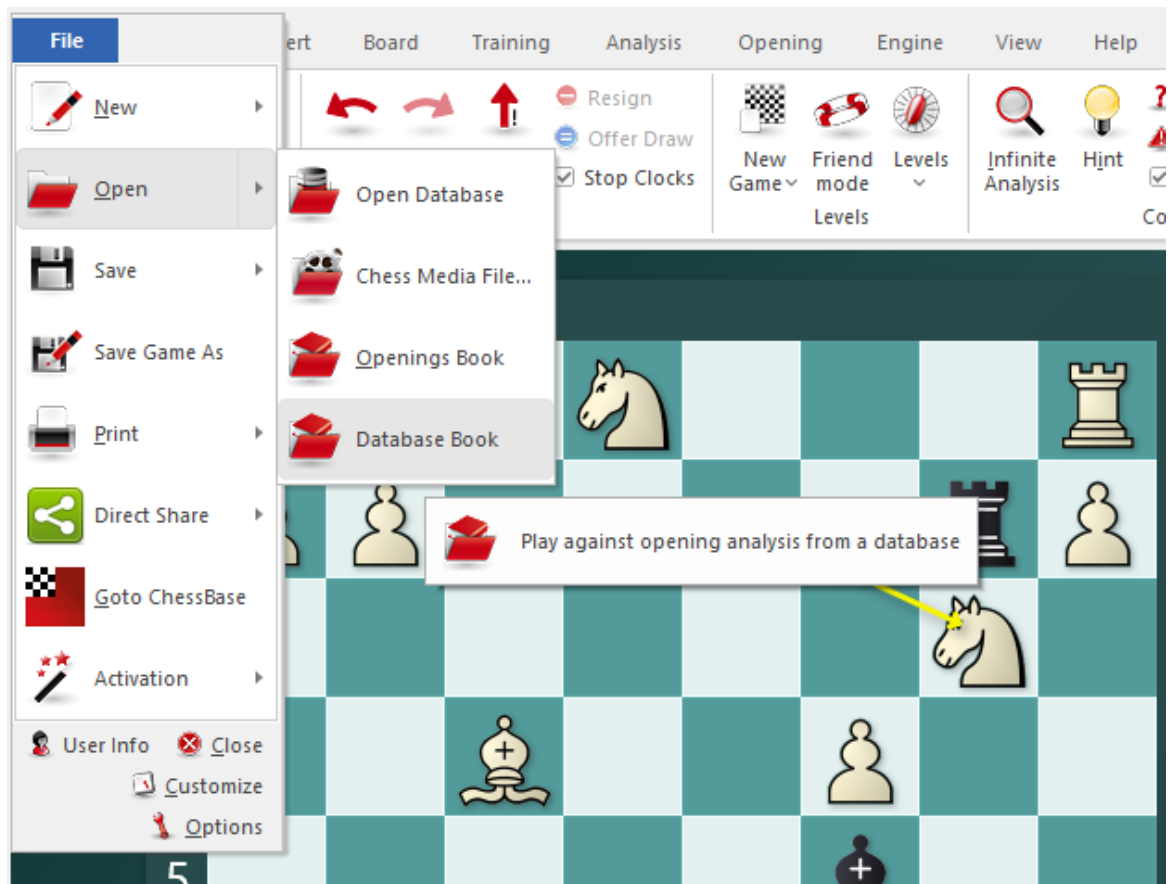 File
ert
Board
Training
Analysis
Opening
Engine
View
Help
New
Open
Save
Save Game As
Print
Direct Share
Goto ChessBase
Activation
User Info
Close
Customize
Options
Open Database
Chess Media File...
Openings Book
Database Book
Play against opening analysis from a database
!
Resign
Offer Draw
Stop Clocks
New
Game
Friend
mode
Levels
Levels
Infinite
Analysis
Hint
?
Co
5